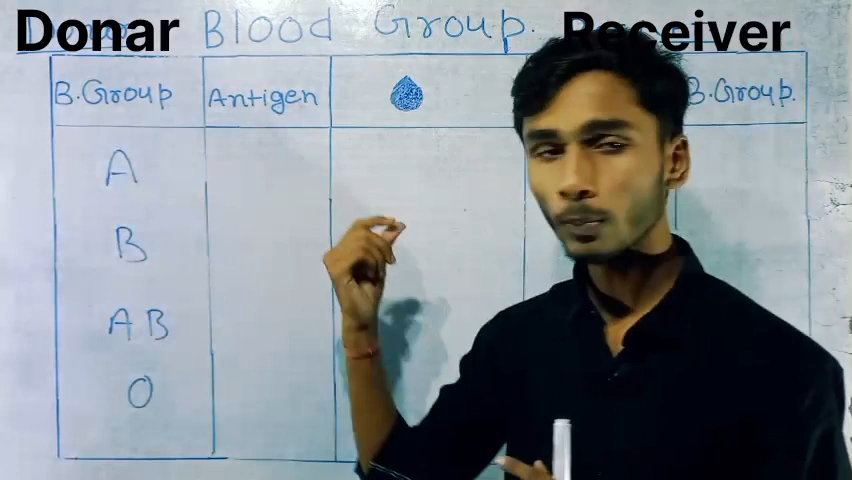 Donar Blood Group. Receiver
B.Group Antigen B.Group.
A
B
AB
O